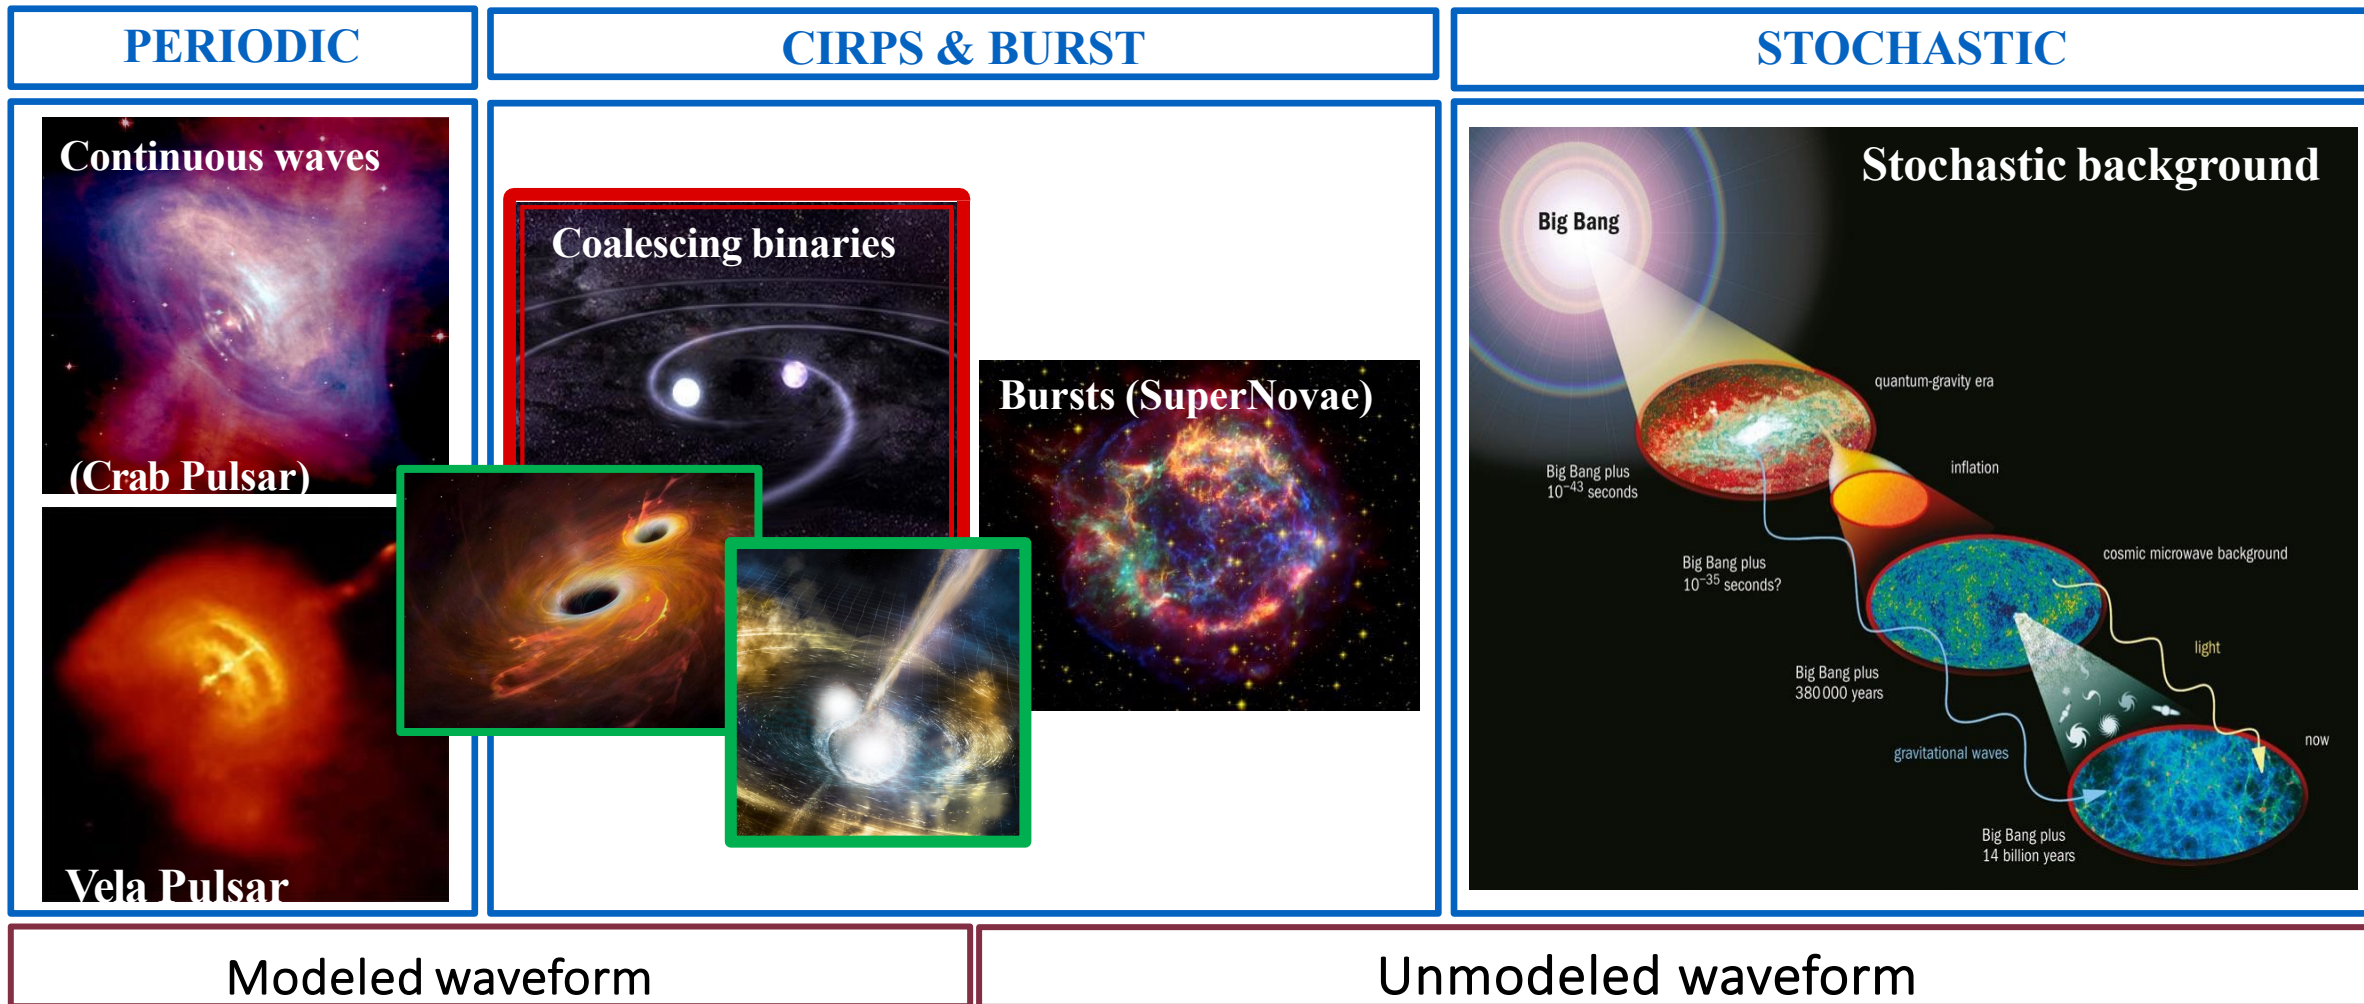 PERIODIC
CIRPS & BURST
STOCHASTIC
Continuous waves
(Crab Pulsar)
Vela Pulsar
Coalescing binaries
Bursts (SuperNovae)
Stochastic background
Big Bang
quantum-gravity era
Big Bang plus
10⁻⁴³ seconds
inflation
Big Bang plus
10⁻³⁵ seconds?
cosmic microwave background
light
Big Bang plus
380 000 years
gravitational waves
now
Big Bang plus
14 billion years
Modeled waveform
Unmodeled waveform